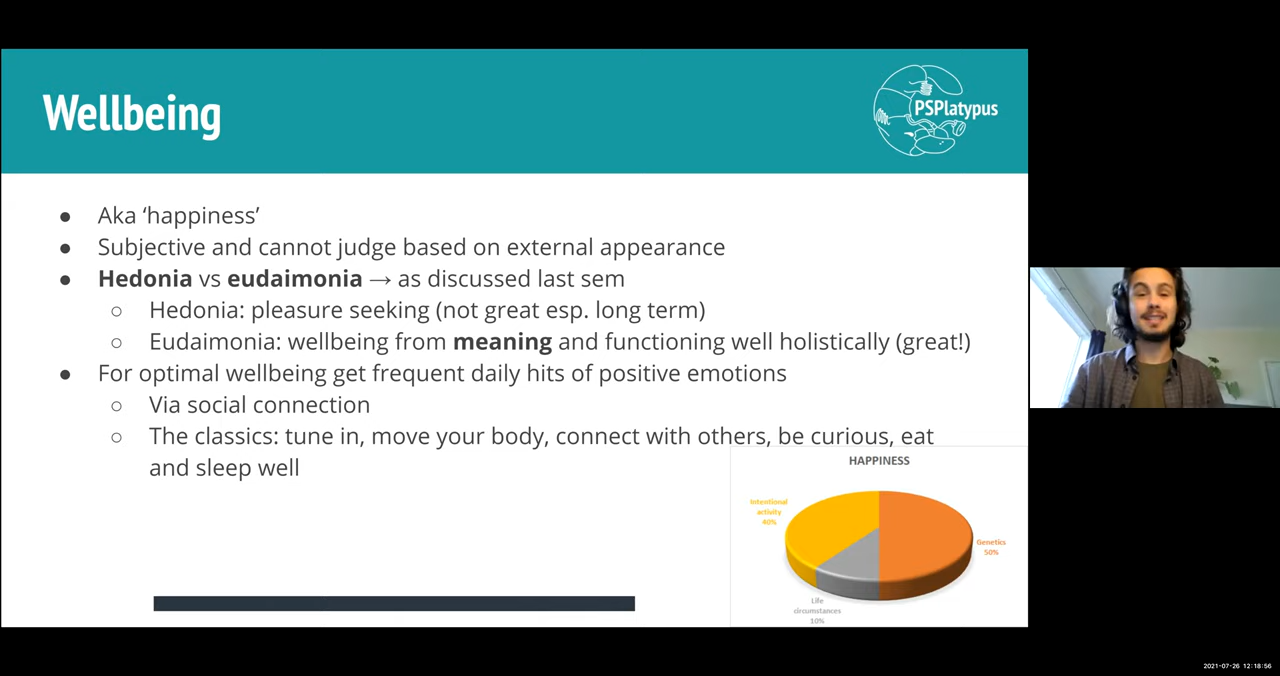 Wellbeing
PSPlatypus
● Aka ‘happiness’
● Subjective and cannot judge based on external appearance
● Hedonia vs eudaimonia → as discussed last sem
○ Hedonia: pleasure seeking (not great esp. long term)
○ Eudaimonia: wellbeing from meaning and functioning well holistically (great!)
● For optimal wellbeing get frequent daily hits of positive emotions
○ Via social connection
○ The classics: tune in, move your body, connect with others, be curious, eat
and sleep well
HAPPINESS
Intentional
activity
40%
Genetics
50%
Life
circumstances
10%
2021-07-26 12:18:56